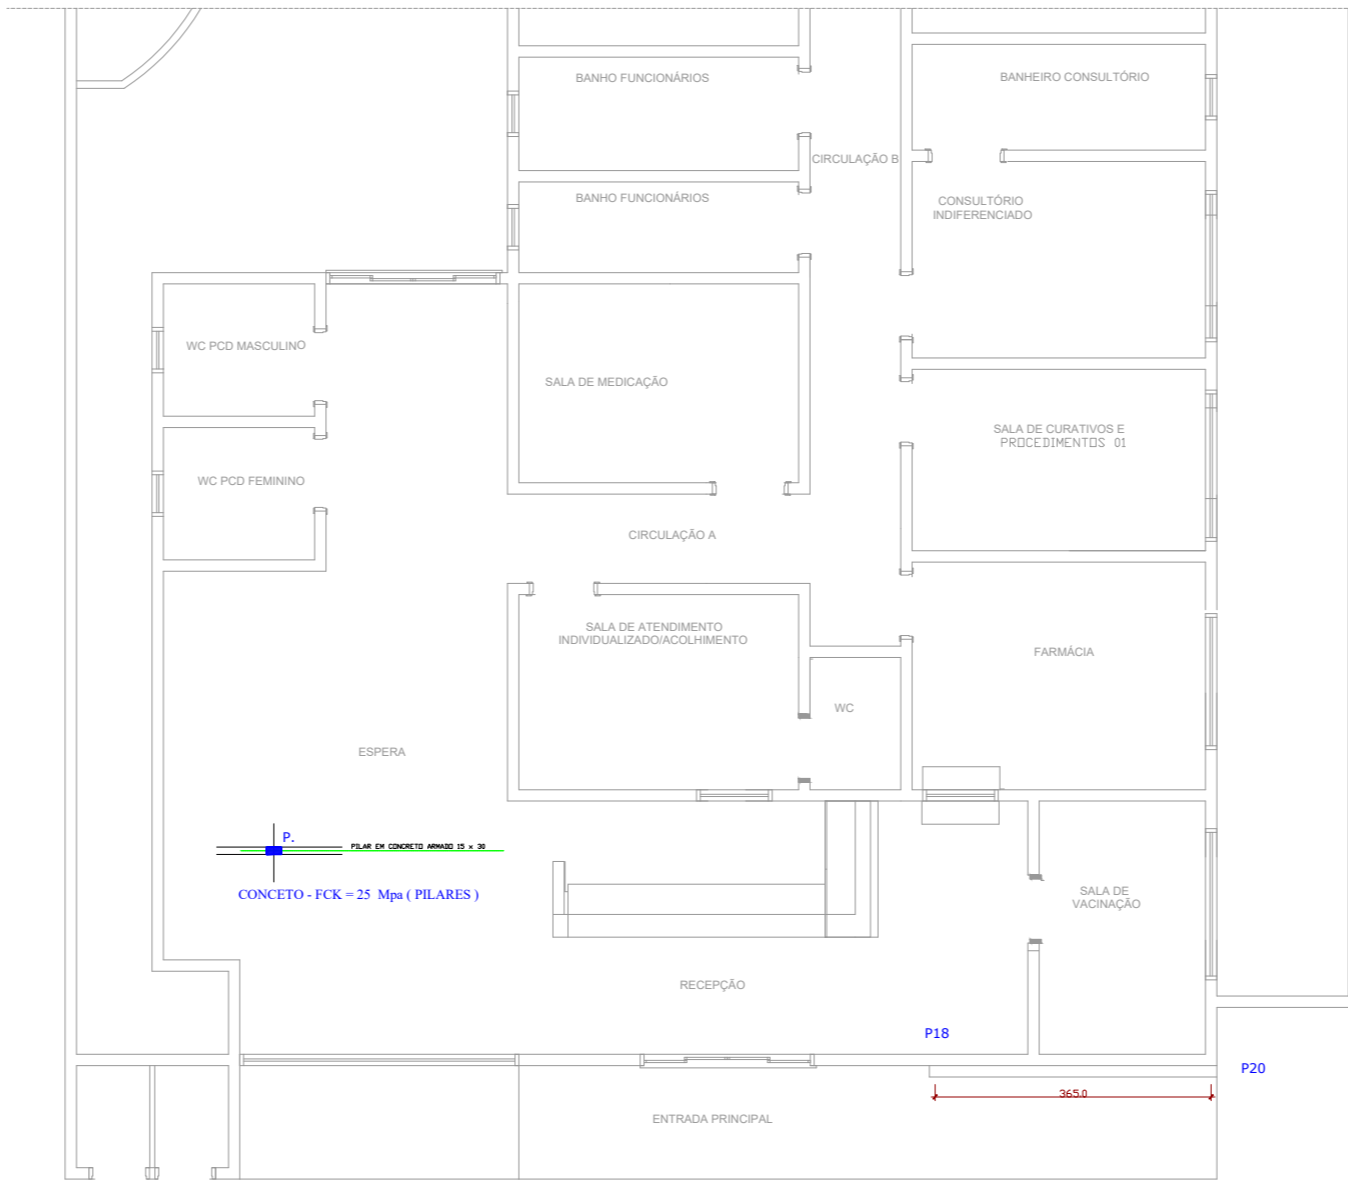 BANHO FUNCIONÁRIOS
BANHEIRO CONSULTÓRIO
CIRCULAÇÃO B
BANHO FUNCIONÁRIOS
CONSULTÓRIO
INDIFERENCIADO
WC PCD MASCULINO
SALA DE MEDICAÇÃO
SALA DE CURATIVOS E
PROCEDIMENTOS 01
WC PCD FEMININO
CIRCULAÇÃO A
SALA DE ATENDIMENTO
INDIVIDUALIZADO/ACOLHIMENTO
FARMÁCIA
WC
ESPERA
P.
PILAR EM CONCRETO ARMADO 15 x 30
CONCETO - FCK = 25 Mpa ( PILARES )
SALA DE
VACINAÇÃO
RECEPÇÃO
P18
P20
365.0
ENTRADA PRINCIPAL